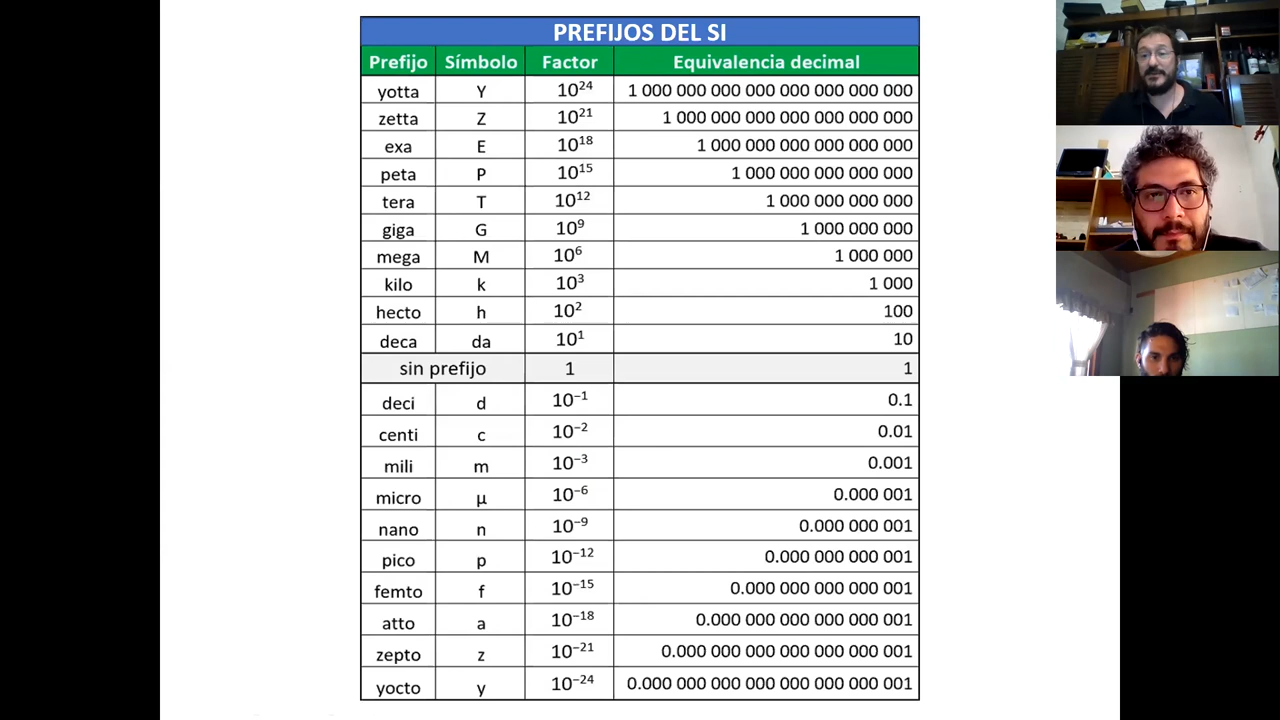 PREFIJOS DEL SI
Prefijo Símbolo Factor Equivalencia decimal
yotta Y 10²⁴ 1 000 000 000 000 000 000 000 000
zetta Z 10²¹ 1 000 000 000 000 000 000 000
exa E 10¹⁸ 1 000 000 000 000 000 000
peta P 10¹⁵ 1 000 000 000 000 000
tera T 10¹² 1 000 000 000 000
giga G 10⁹ 1 000 000 000
mega M 10⁶ 1 000 000
kilo k 10³ 1 000
hecto h 10² 100
deca da 10¹ 10
sin prefijo 1 1
deci d 10⁻¹ 0.1
centi c 10⁻² 0.01
mili m 10⁻³ 0.001
micro µ 10⁻⁶ 0.000 001
nano n 10⁻⁹ 0.000 000 001
pico p 10⁻¹² 0.000 000 000 001
femto f 10⁻¹⁵ 0.000 000 000 000 001
atto a 10⁻¹⁸ 0.000 000 000 000 000 001
zepto z 10⁻²¹ 0.000 000 000 000 000 000 001
yocto y 10⁻²⁴ 0.000 000 000 000 000 000 000 001